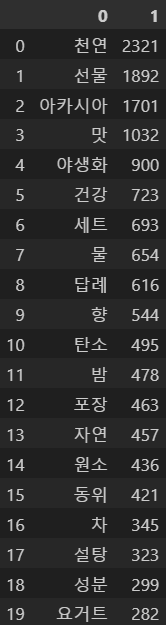 0 1
0 천연 2321
1 선물 1892
2 아카시아 1701
3 맛 1032
4 야생화 900
5 건강 723
6 세트 693
7 물 654
8 답례 616
9 향 544
10 탄소 495
11 밤 478
12 포장 463
13 자연 457
14 원소 436
15 동위 421
16 차 345
17 설탕 323
18 성분 299
19 요거트 282